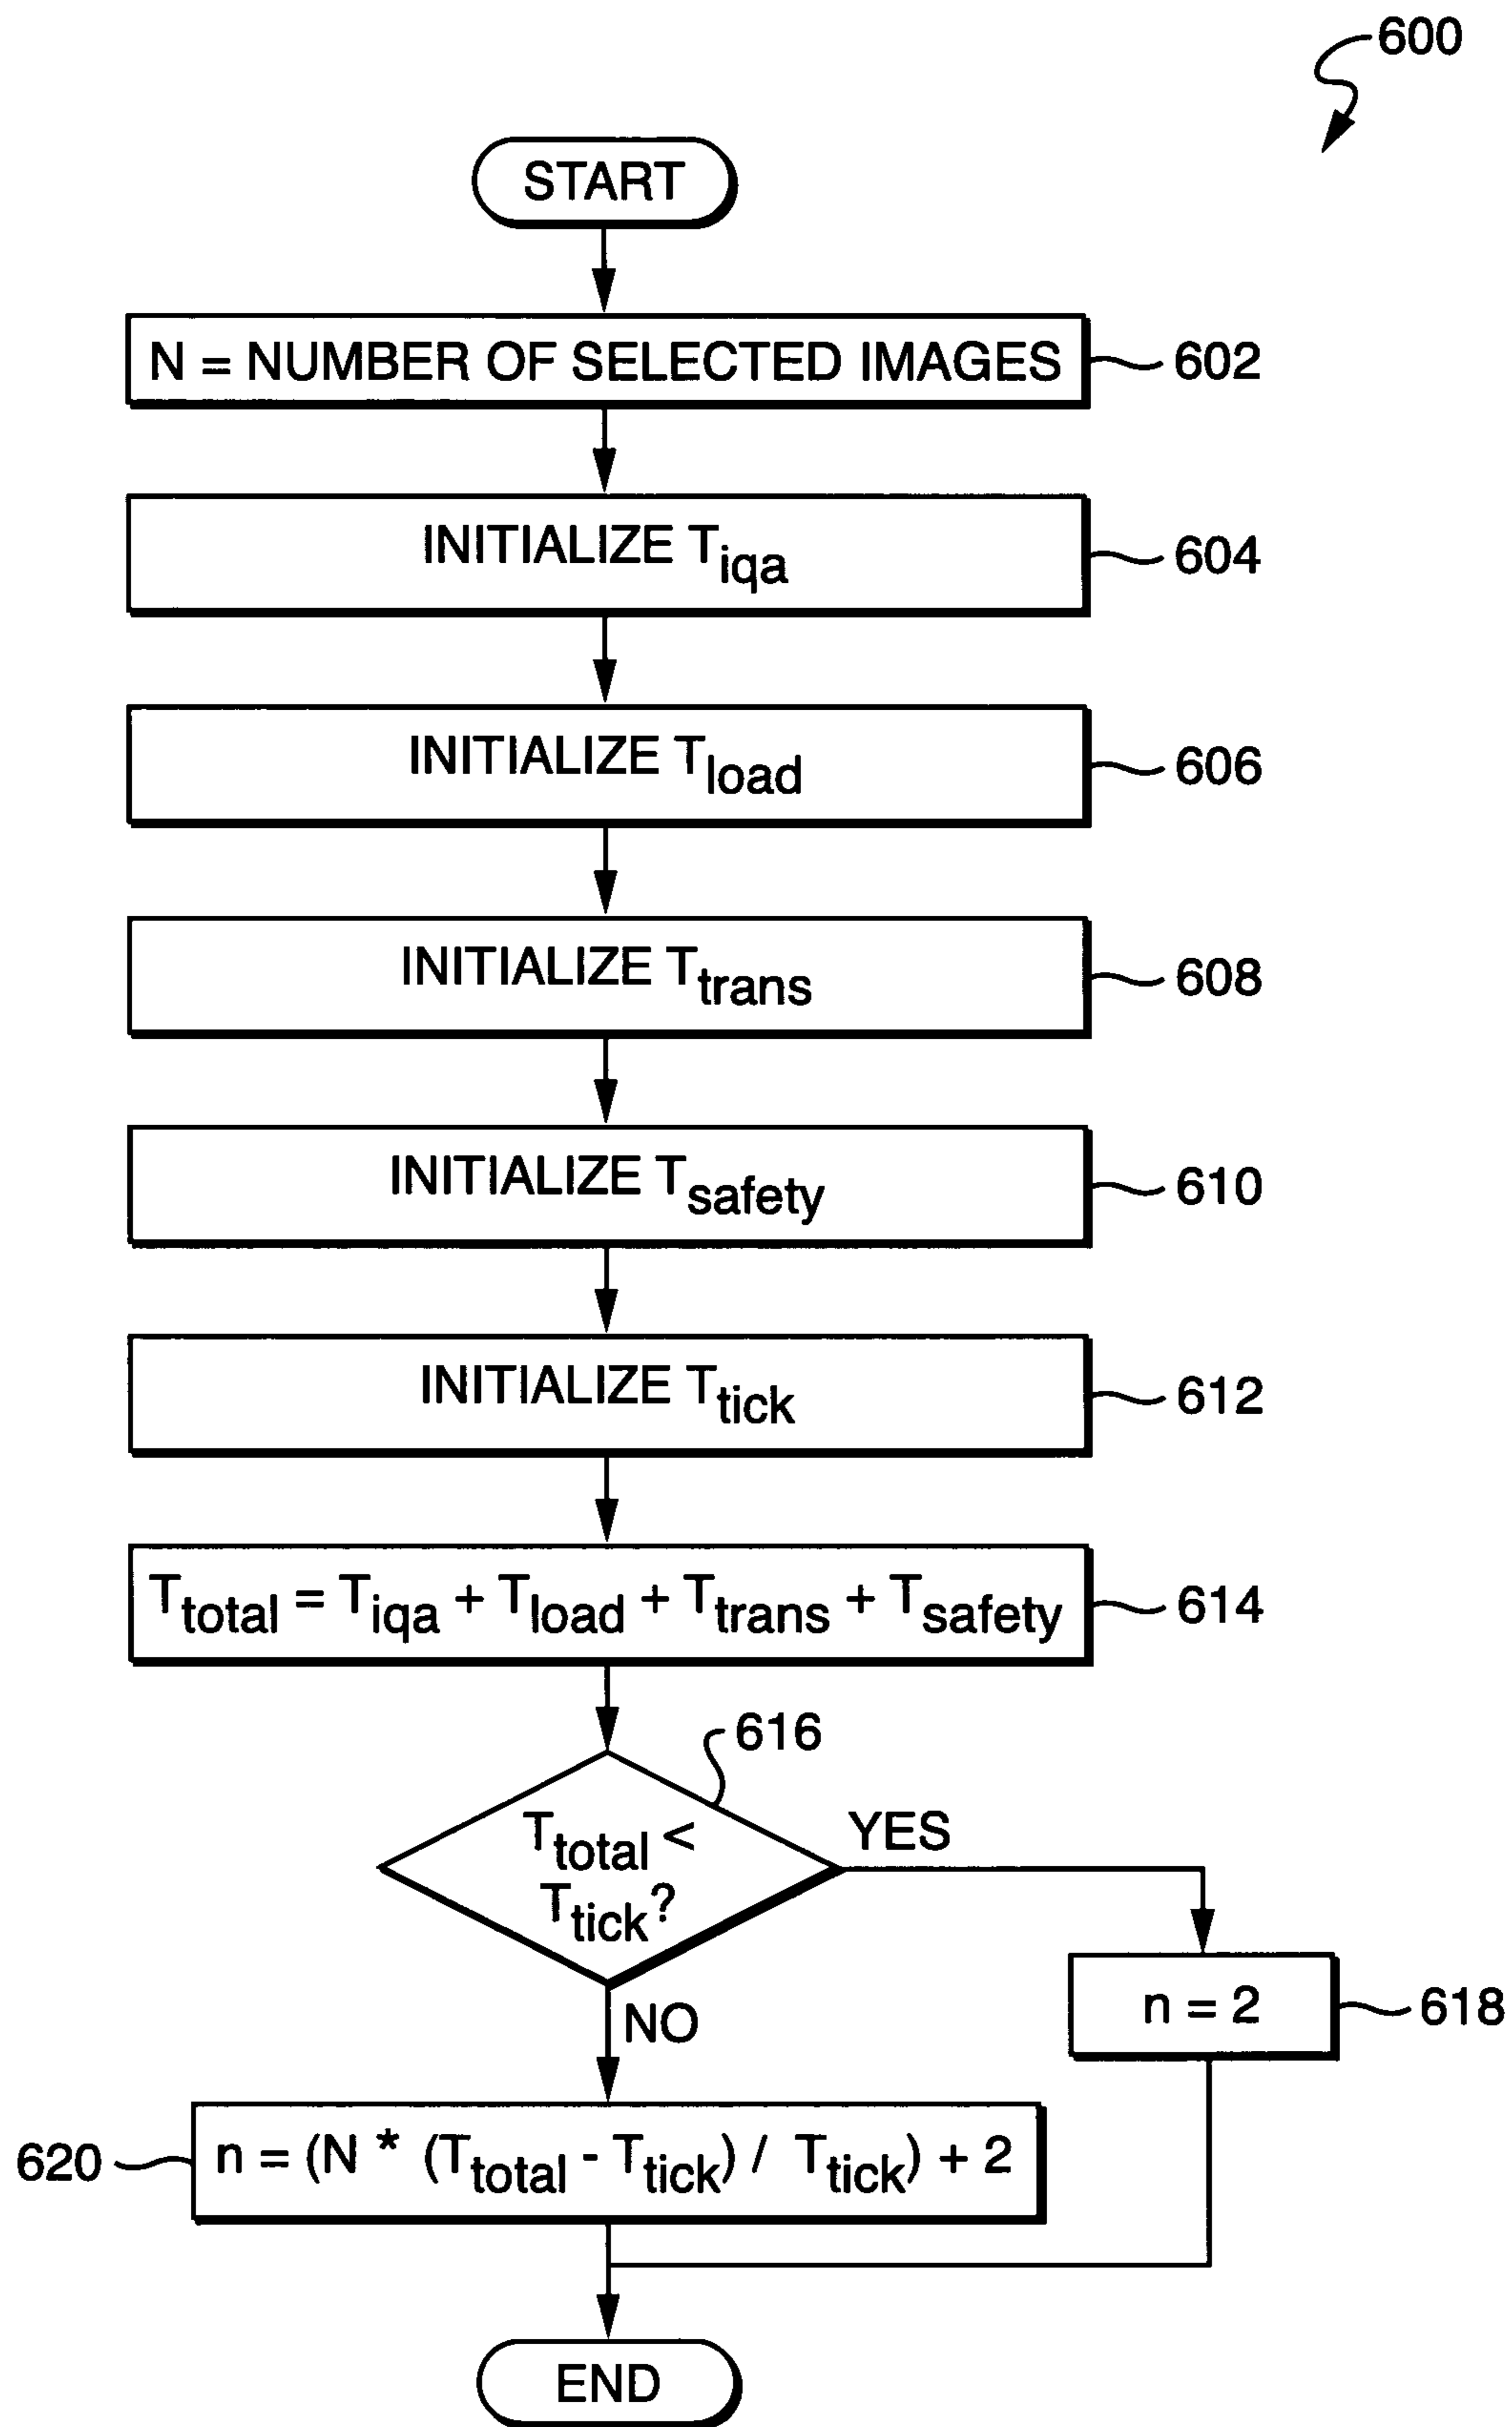 600
START
N = NUMBER OF SELECTED IMAGES
602
INITIALIZE Tiqa
604
INITIALIZE Tload
606
INITIALIZE Ttrans
608
INITIALIZE Tsafety
610
INITIALIZE Ttick
612
Ttotal = Tiqa + Tload + Ttrans + Tsafety
614
616
Ttotal <
Ttick?
YES
n = 2
618
NO
620
n = (N * (Ttotal - Ttick) / Ttick) + 2
END